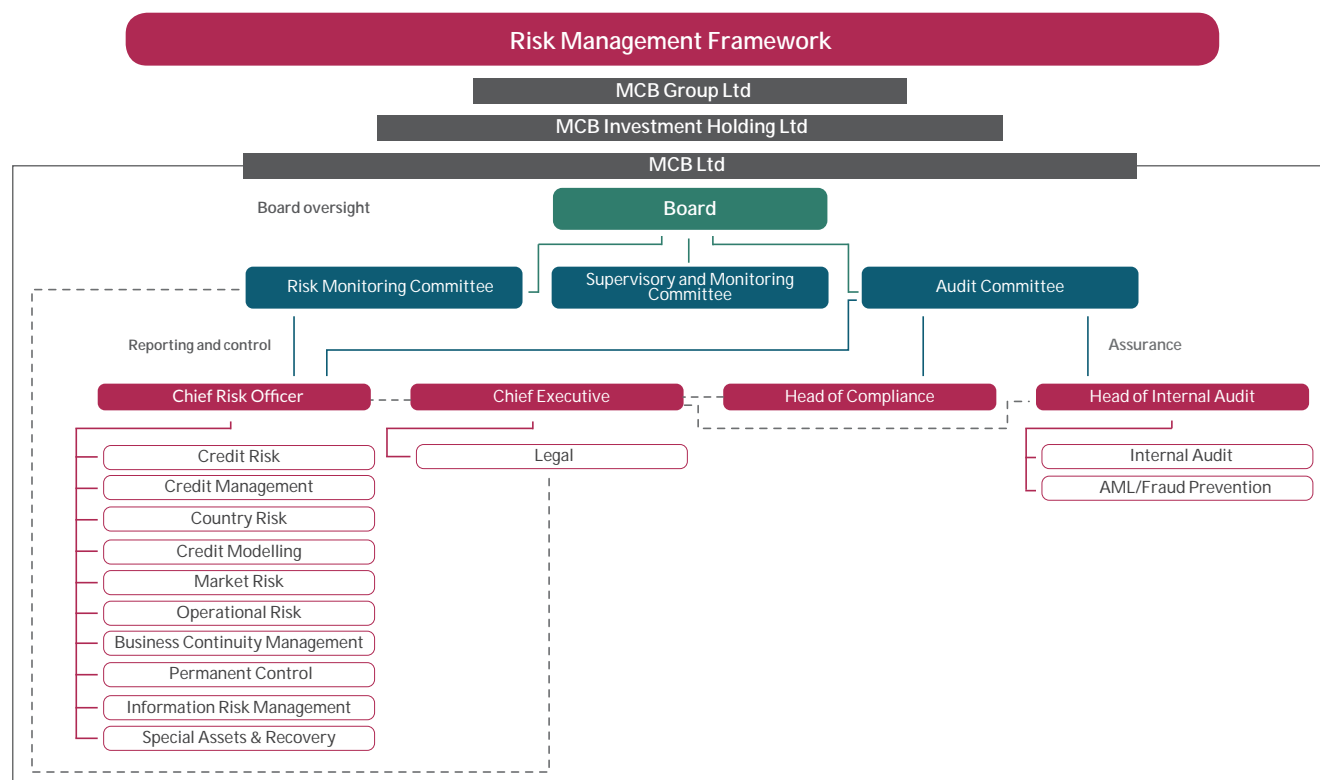 Risk Management Framework
MCB Group Ltd
MCB Investment Holding Ltd
MCB Ltd
Board oversight
Board
Risk Monitoring Committee
Supervisory and Monitoring
Committee
Audit Committee
Reporting and control
Assurance
Chief Risk Officer
Chief Executive
Head of Compliance
Head of Internal Audit
Credit Risk
Credit Management
Country Risk
Credit Modelling
Market Risk
Operational Risk
Business Continuity Management
Permanent Control
Information Risk Management
Special Assets & Recovery
Legal
Internal Audit
AML/Fraud Prevention